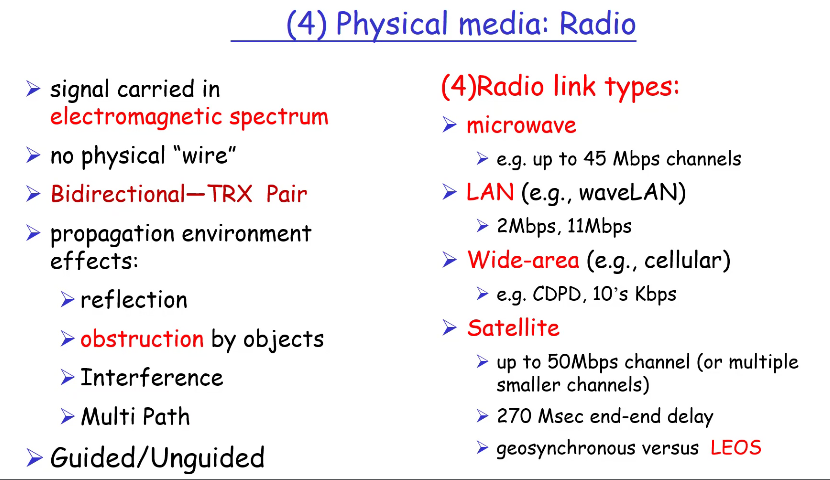 (4) Physical media: Radio
signal carried in
electromagnetic spectrum
no physical “wire”
Bidirectional—TRX Pair
propagation environment
effects:
reflection
obstruction by objects
Interference
Multi Path
Guided/Unguided
(4)Radio link types:
microwave
e.g. up to 45 Mbps channels
LAN (e.g., waveLAN)
2Mbps, 11Mbps
Wide-area (e.g., cellular)
e.g. CDPD, 10’s Kbps
Satellite
up to 50Mbps channel (or multiple
smaller channels)
270 Msec end-end delay
geosynchronous versus LEOS